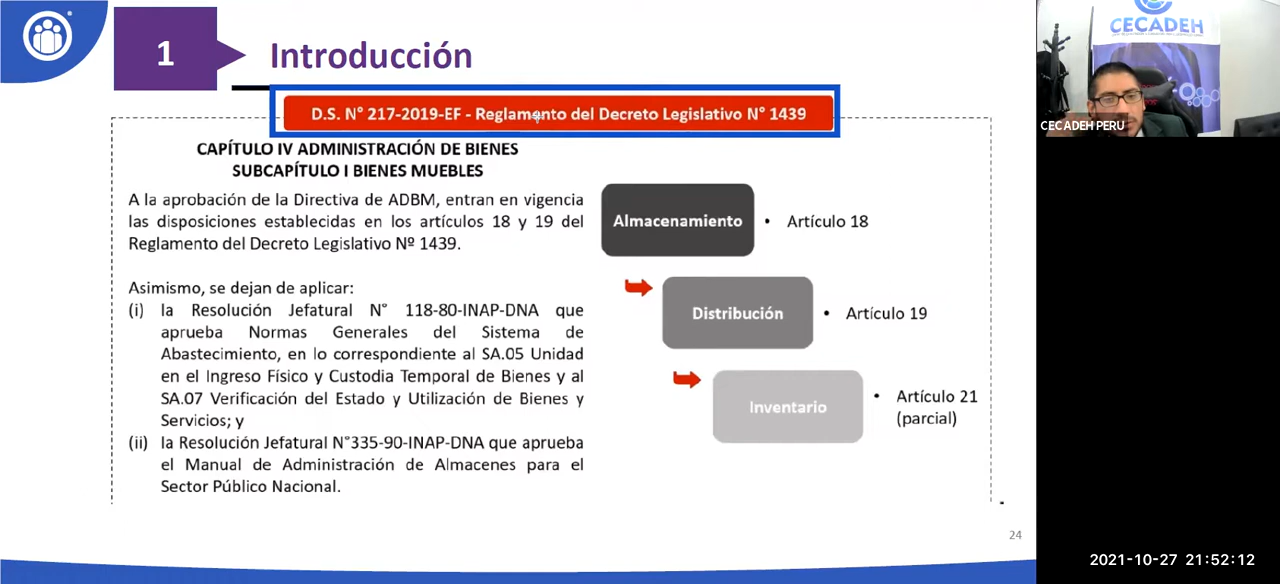 1
Introducción
D.S. N° 217-2019-EF - Reglamento del Decreto Legislativo N° 1439
CAPÍTULO IV ADMINISTRACIÓN DE BIENES
SUBCAPÍTULO I BIENES MUEBLES
A la aprobación de la Directiva de ADBM, entran en vigencia
las disposiciones establecidas en los artículos 18 y 19 del
Reglamento del Decreto Legislativo Nº 1439.
Asimismo, se dejan de aplicar:
(i) la Resolución Jefatural N° 118-80-INAP-DNA que
aprueba Normas Generales del Sistema de
Abastecimiento, en lo correspondiente al SA.05 Unidad
en el Ingreso Físico y Custodia Temporal de Bienes y al
SA.07 Verificación del Estado y Utilización de Bienes y
Servicios; y
(ii) la Resolución Jefatural N°335-90-INAP-DNA que aprueba
el Manual de Administración de Almacenes para el
Sector Público Nacional.
Almacenamiento
• Artículo 18
Distribución
• Artículo 19
Inventario
• Artículo 21
(parcial)
24
CECADEH
CECADEH PERU
2021-10-27 21:52:12